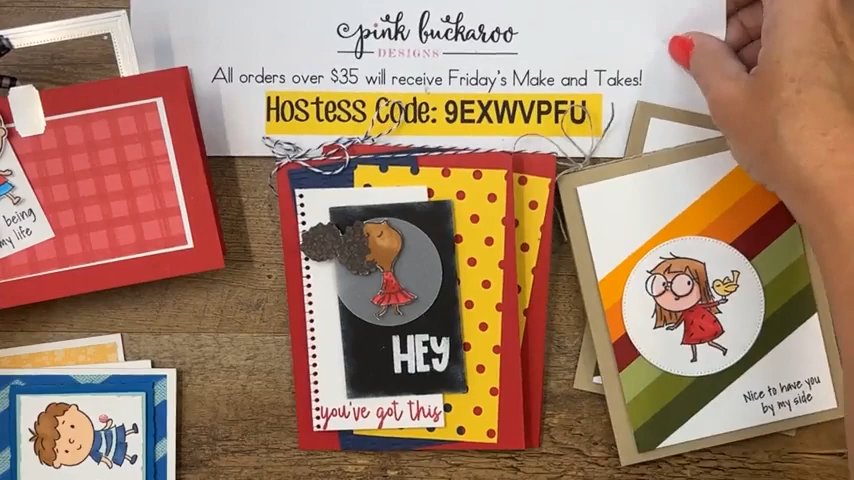 pink buckaroo
DESIGNS
All orders over $35 will receive Friday's Make and Takes!
Hostess Code: 9EXWVPFU
being
my life
HEY
you've got this
Nice to have you
by my side